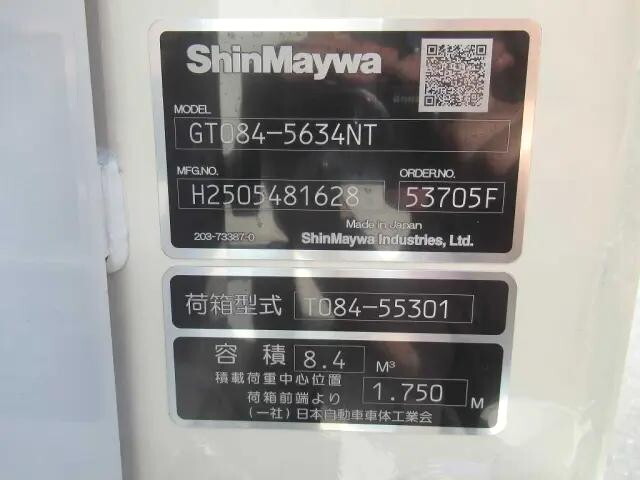 ShinMaywa
MODEL
GT084-5634NT
MFG.NO. ORDER.NO.
H2505481628 53705F
Made in Japan
203-73387-0 ShinMaywa Industries, Ltd.
荷箱型式 T084-55301
容積 8.4 M³
積載荷重中心位置
荷箱前端より 1.750 M
(一社)日本自動車車体工業会